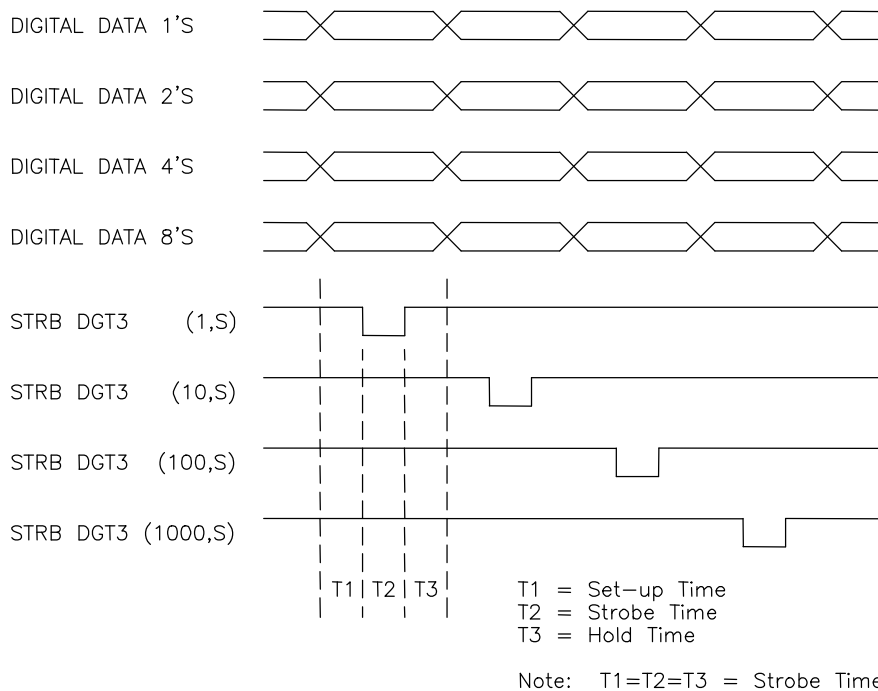 DIGITAL DATA 1'S
DIGITAL DATA 2'S
DIGITAL DATA 4'S
DIGITAL DATA 8'S
STRB DGT3 (1,S)
STRB DGT3 (10,S)
STRB DGT3 (100,S)
STRB DGT3 (1000,S)
T1 T2 T3
T1 = Set-up Time
T2 = Strobe Time
T3 = Hold Time
Note: T1=T2=T3 = Strobe Time